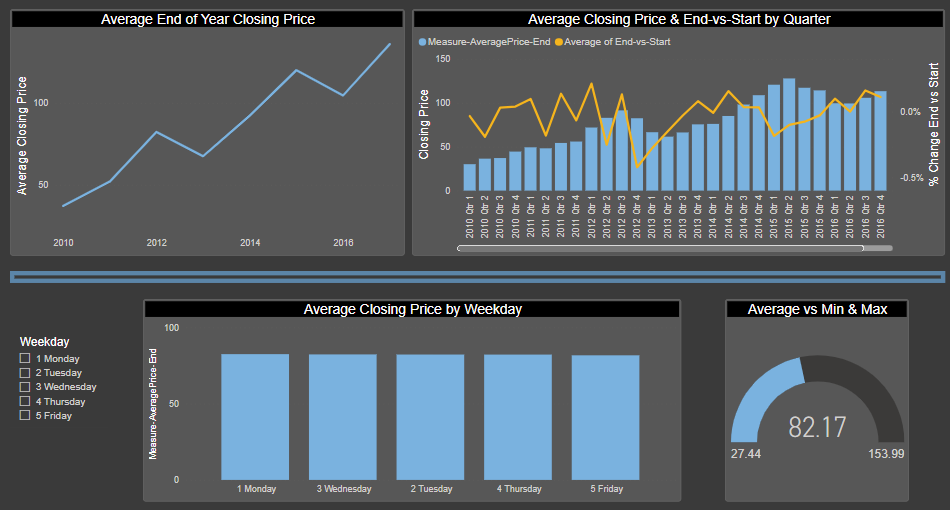 Average End of Year Closing Price
Average Closing Price
100
50
2010
2012
2014
2016
Average Closing Price & End-vs-Start by Quarter
Measure-AveragePrice-End
Average of End-vs-Start
Closing Price
150
100
50
0
% Change End vs Start
0.0%
-0.5%
2010 Qtr 1
2010 Qtr 2
2010 Qtr 3
2010 Qtr 4
2011 Qtr 1
2011 Qtr 2
2011 Qtr 3
2011 Qtr 4
2012 Qtr 1
2012 Qtr 2
2012 Qtr 3
2012 Qtr 4
2013 Qtr 1
2013 Qtr 2
2013 Qtr 3
2013 Qtr 4
2014 Qtr 1
2014 Qtr 2
2014 Qtr 3
2014 Qtr 4
2015 Qtr 1
2015 Qtr 2
2015 Qtr 3
2015 Qtr 4
2016 Qtr 1
2016 Qtr 2
2016 Qtr 3
2016 Qtr 4
Weekday
1 Monday
2 Tuesday
3 Wednesday
4 Thursday
5 Friday
Average Closing Price by Weekday
Measure-AveragePrice-End
100
50
0
1 Monday
3 Wednesday
2 Tuesday
4 Thursday
5 Friday
Average vs Min & Max
82.17
27.44
153.99